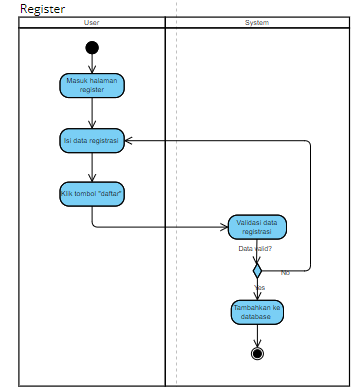 Register
User
System
Masuk halaman
register
Isi data registrasi
Klik tombol "daftar"
Validasi data
registrasi
Data valid?
No
Yes
Tambahkan ke
database